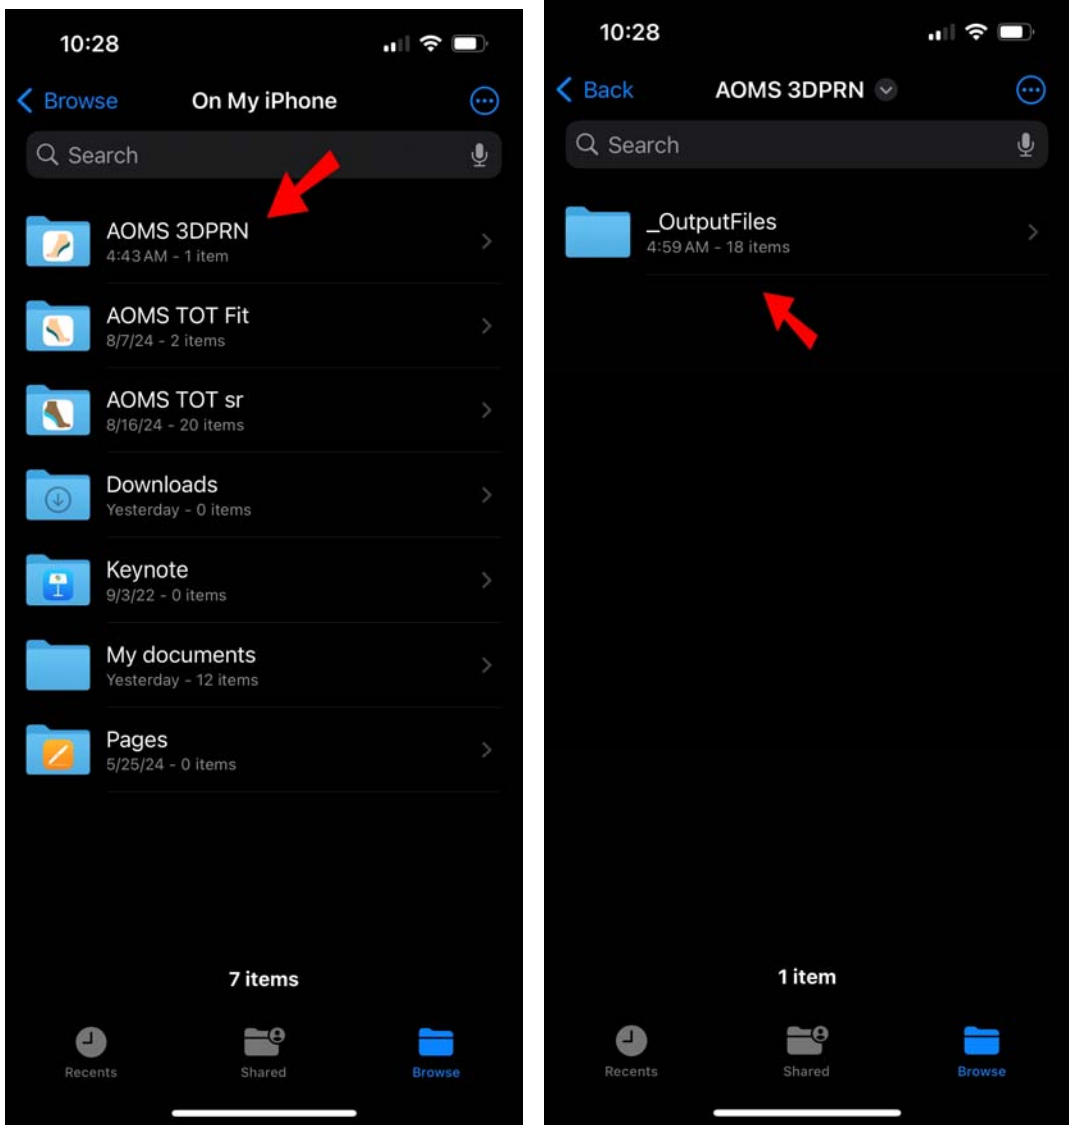 10:28
Browse
On My iPhone
Search
AOMS 3DPRN
4:43 AM - 1 item
AOMS TOT Fit
8/7/24 - 2 items
AOMS TOT sr
8/16/24 - 20 items
Downloads
Yesterday - 0 items
Keynote
9/3/22 - 0 items
My documents
Yesterday - 12 items
Pages
5/25/24 - 0 items
7 items
Recents
Shared
Browse
10:28
Back
AOMS 3DPRN
Search
_OutputFiles
4:59 AM - 18 items
1 item
Recents
Shared
Browse